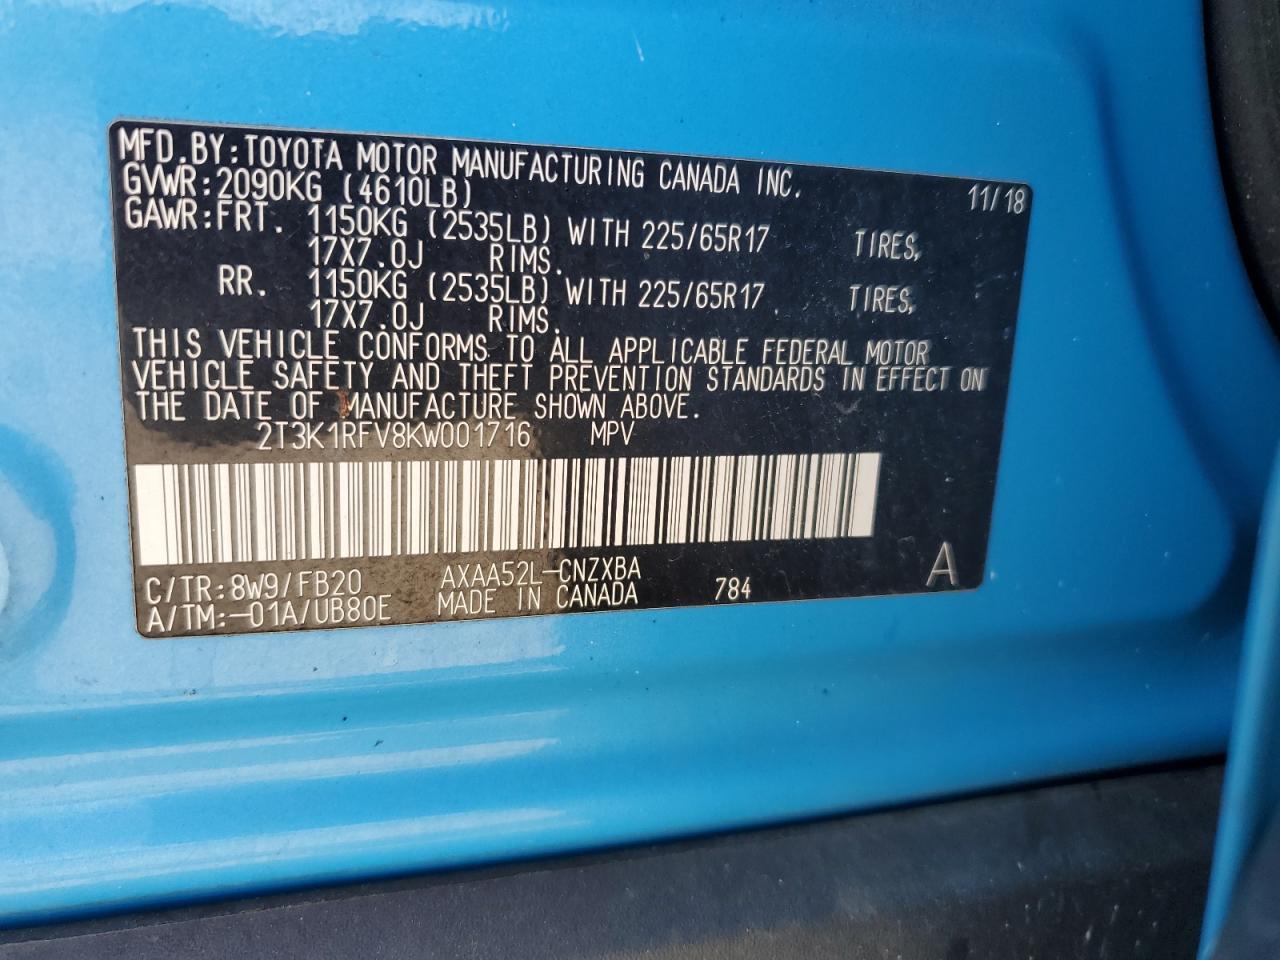 MFD.BY:TOYOTA MOTOR MANUFACTURING CANADA INC. 11/18
GVWR:2090KG (4610LB)
GAWR:FRT. 1150KG (2535LB) WITH 225/65R17 TIRES,
17X7.0J RIMS.
RR. 1150KG (2535LB) WITH 225/65R17 TIRES,
17X7.0J RIMS.
THIS VEHICLE CONFORMS TO ALL APPLICABLE FEDERAL MOTOR
VEHICLE SAFETY AND THEFT PREVENTION STANDARDS IN EFFECT ON
THE DATE OF MANUFACTURE SHOWN ABOVE.
2T3K1RFV8KW001716 MPV
C/TR:8W9/FB20 AXAA52L-CNZXBA 784 A
A/TM:-01A/UB80E MADE IN CANADA